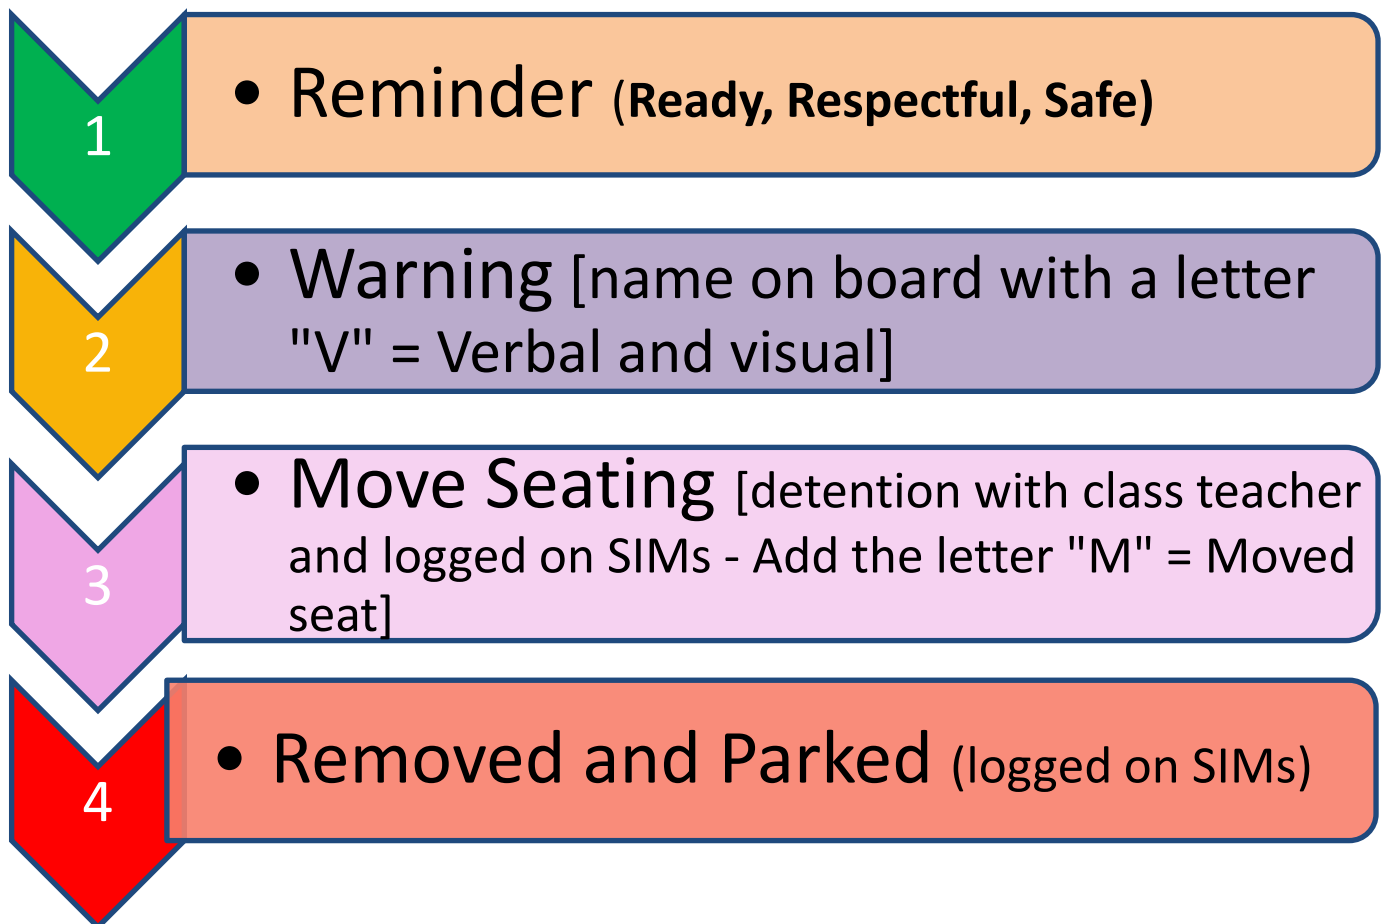 1
• Reminder (Ready, Respectful, Safe)
2
• Warning [name on board with a letter
"V" = Verbal and visual]
3
• Move Seating [detention with class teacher
and logged on SIMs - Add the letter "M" = Moved
seat]
4
• Removed and Parked (logged on SIMs)